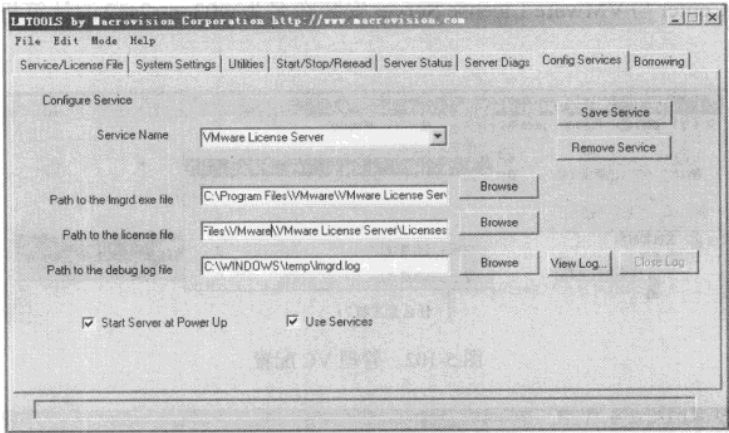 LMTOOLS by Macrovision Corporation http://www.macrovision.com
File Edit Mode Help
Service/License File System Settings Utilities Start/Stop/Reread Server Status Server Diags Config Services Borrowing
Configure Service
Save Service
Service Name VMware License Server
Remove Service
Path to the lmgrd.exe file C:\Program Files\VMware\VMware License Ser Browse
Path to the license file Files\VMware\VMware License Server\Licenses Browse
Path to the debug log file C:\WINDOWS\temp\lmgrd.log Browse View Log... Close Log
Start Server at Power Up Use Services